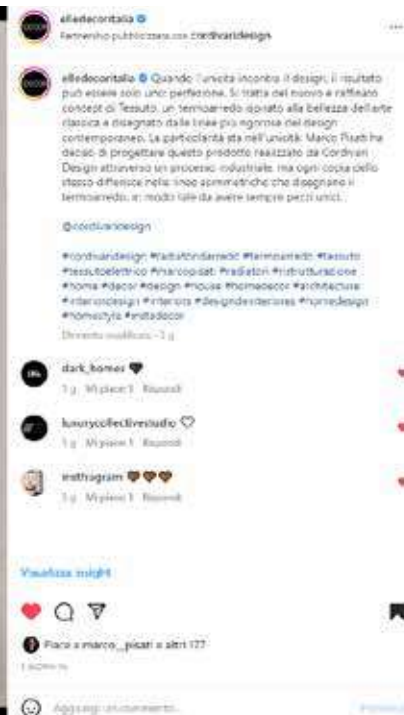 elledecoritalia
Partnership pubblicizzata con cordivaridesign
elledecoritalia Quando l'unicità incontra il design, il risultato
può essere solo uno: perfezione. Si tratta del nuovo e raffinato
concept di Tessuto, un termoarredo ispirato alla bellezza dell'arte
classica e disegnato dalle linee più rigorose del design
contemporaneo. La particolarità sta nell'unicità: Marco Pisati ha
deciso di progettare questo prodotto realizzato da Cordivari
Design attraverso un processo industriale, ma ogni copia dello
stesso differisce nelle linee asimmetriche che disegnano il
termoarredo, in modo tale da avere sempre pezzi unici.
@cordivaridesign
#cordivaridesign #radiatoridarredo #termoarredo #tessuto
#tessutoelettrico #marcopisati #radiatori #ristrutturazione
#home #decor #design #house #homedecor #architecture
#interiordesign #interiors #designdeinteriores #homedesign
#homestyle #instadecor
Elemento modificato · 1 g
dark_homes 🖤
1 g Mi piace: 1 Rispondi
luxurycollectivestudio 🤍
1 g Mi piace: 1 Rispondi
insthagram 🤎🤎🤎
1 g Mi piace: 1 Rispondi
Visualizza insight
Piace a marco_pisati e altri 177
Aggiungi un commento...